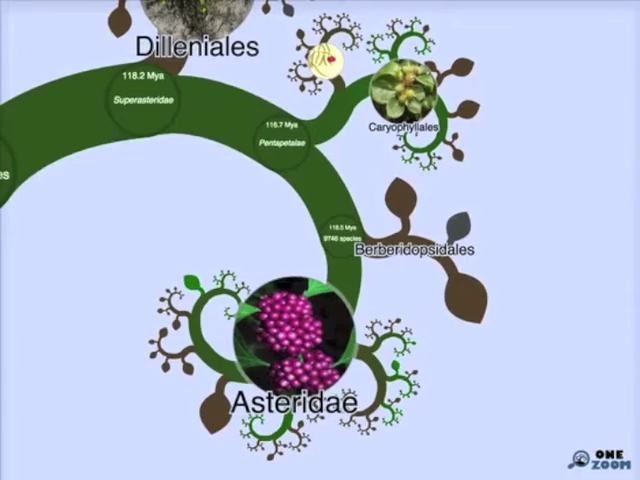 Dilleniales
118.2 Mya
Superasteridae
116.7 Mya
Pentapetalae
Caryophyllales
es
116.5 Mya
9746 species
Berberidopsidales
Asteridae
ONE
ZOOM